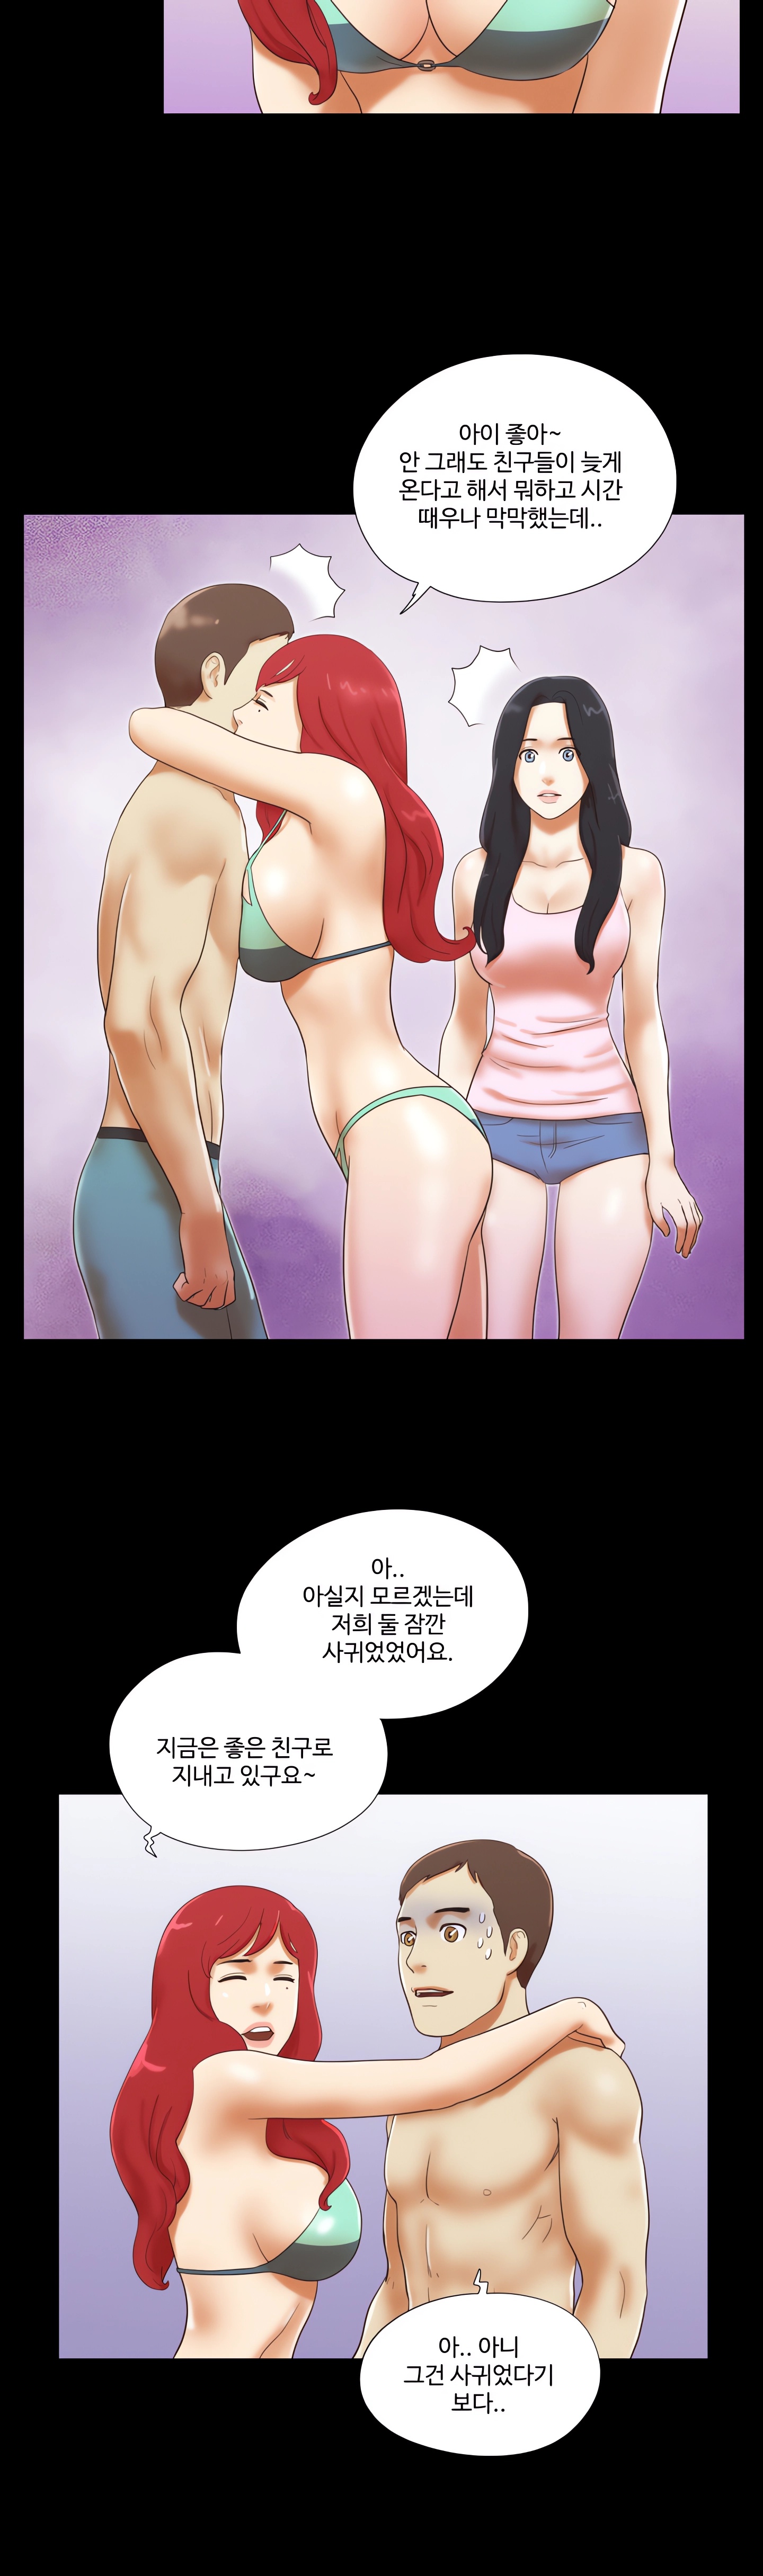 아이 좋아~
안 그래도 친구들이 늦게
온다고 해서 뭐하고 시간
때우나 막막했는데..
아..
아실지 모르겠는데
저희 둘 잠깐
사귀었었어요.
지금은 좋은 친구로
지내고 있구요~
아.. 아니
그건 사귀었다기
보다..